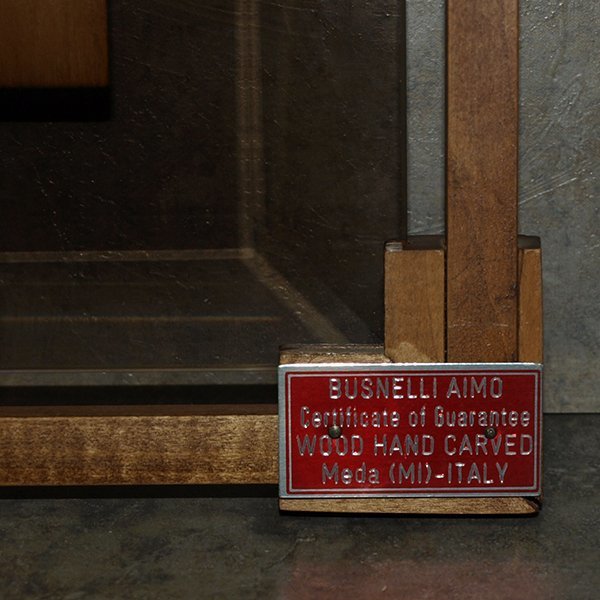 BUSNELLI AIMO
Certificate of Guarantee
WOOD HAND CARVED
Meda (MI)-ITALY